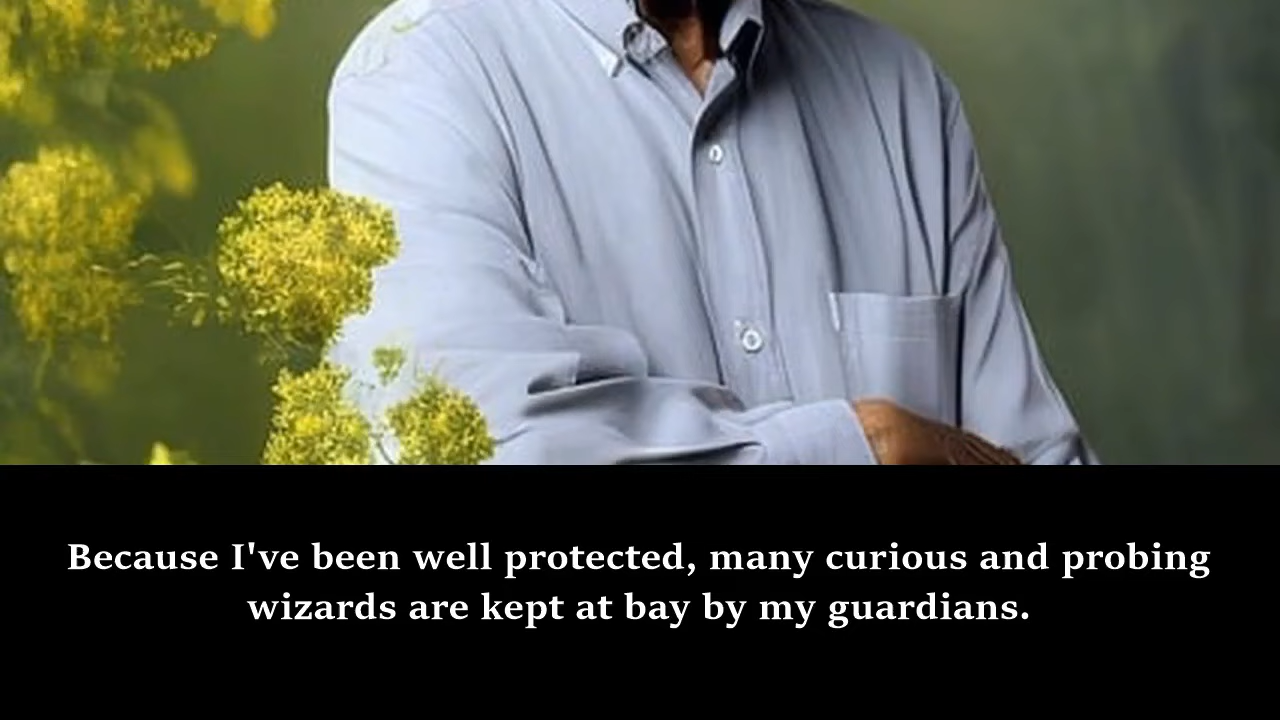 Because I've been well protected, many curious and probing
wizards are kept at bay by my guardians.